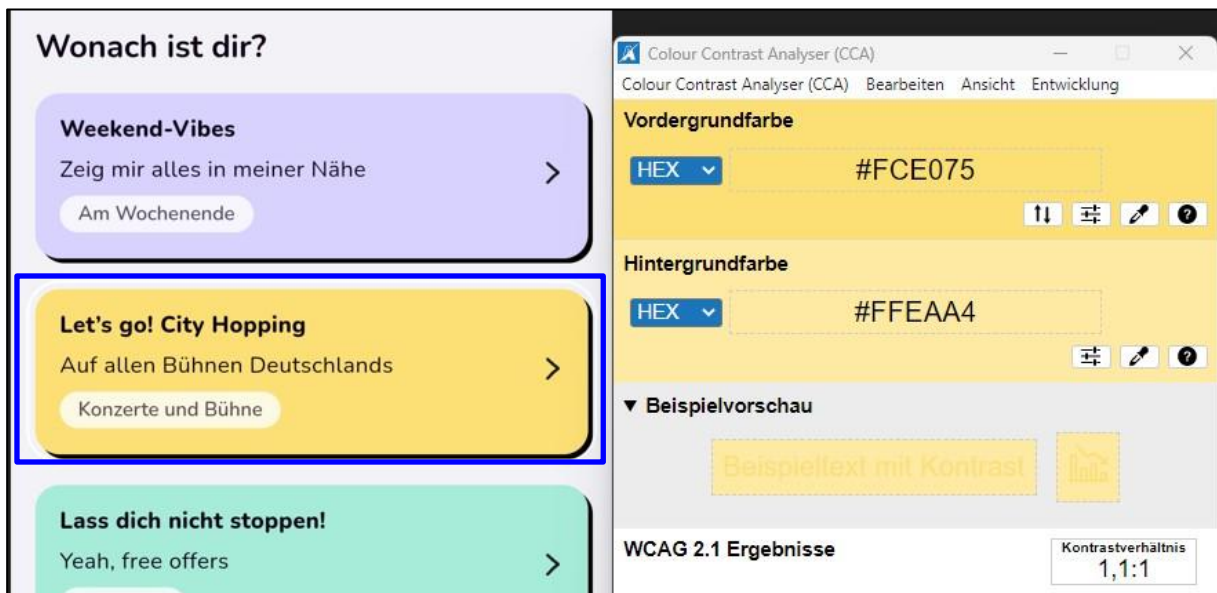 Wonach ist dir?
Weekend-Vibes
Zeig mir alles in meiner Nähe
Am Wochenende
Let's go! City Hopping
Auf allen Bühnen Deutschlands
Konzerte und Bühne
Lass dich nicht stoppen!
Yeah, free offers
Colour Contrast Analyser (CCA)
Colour Contrast Analyser (CCA) Bearbeiten Ansicht Entwicklung
Vordergrundfarbe
HEX #FCE075
Hintergrundfarbe
HEX #FFEAA4
▼ Beispielvorschau
Beispieltext mit Kontrast
WCAG 2.1 Ergebnisse
Kontrastverhältnis
1,1:1